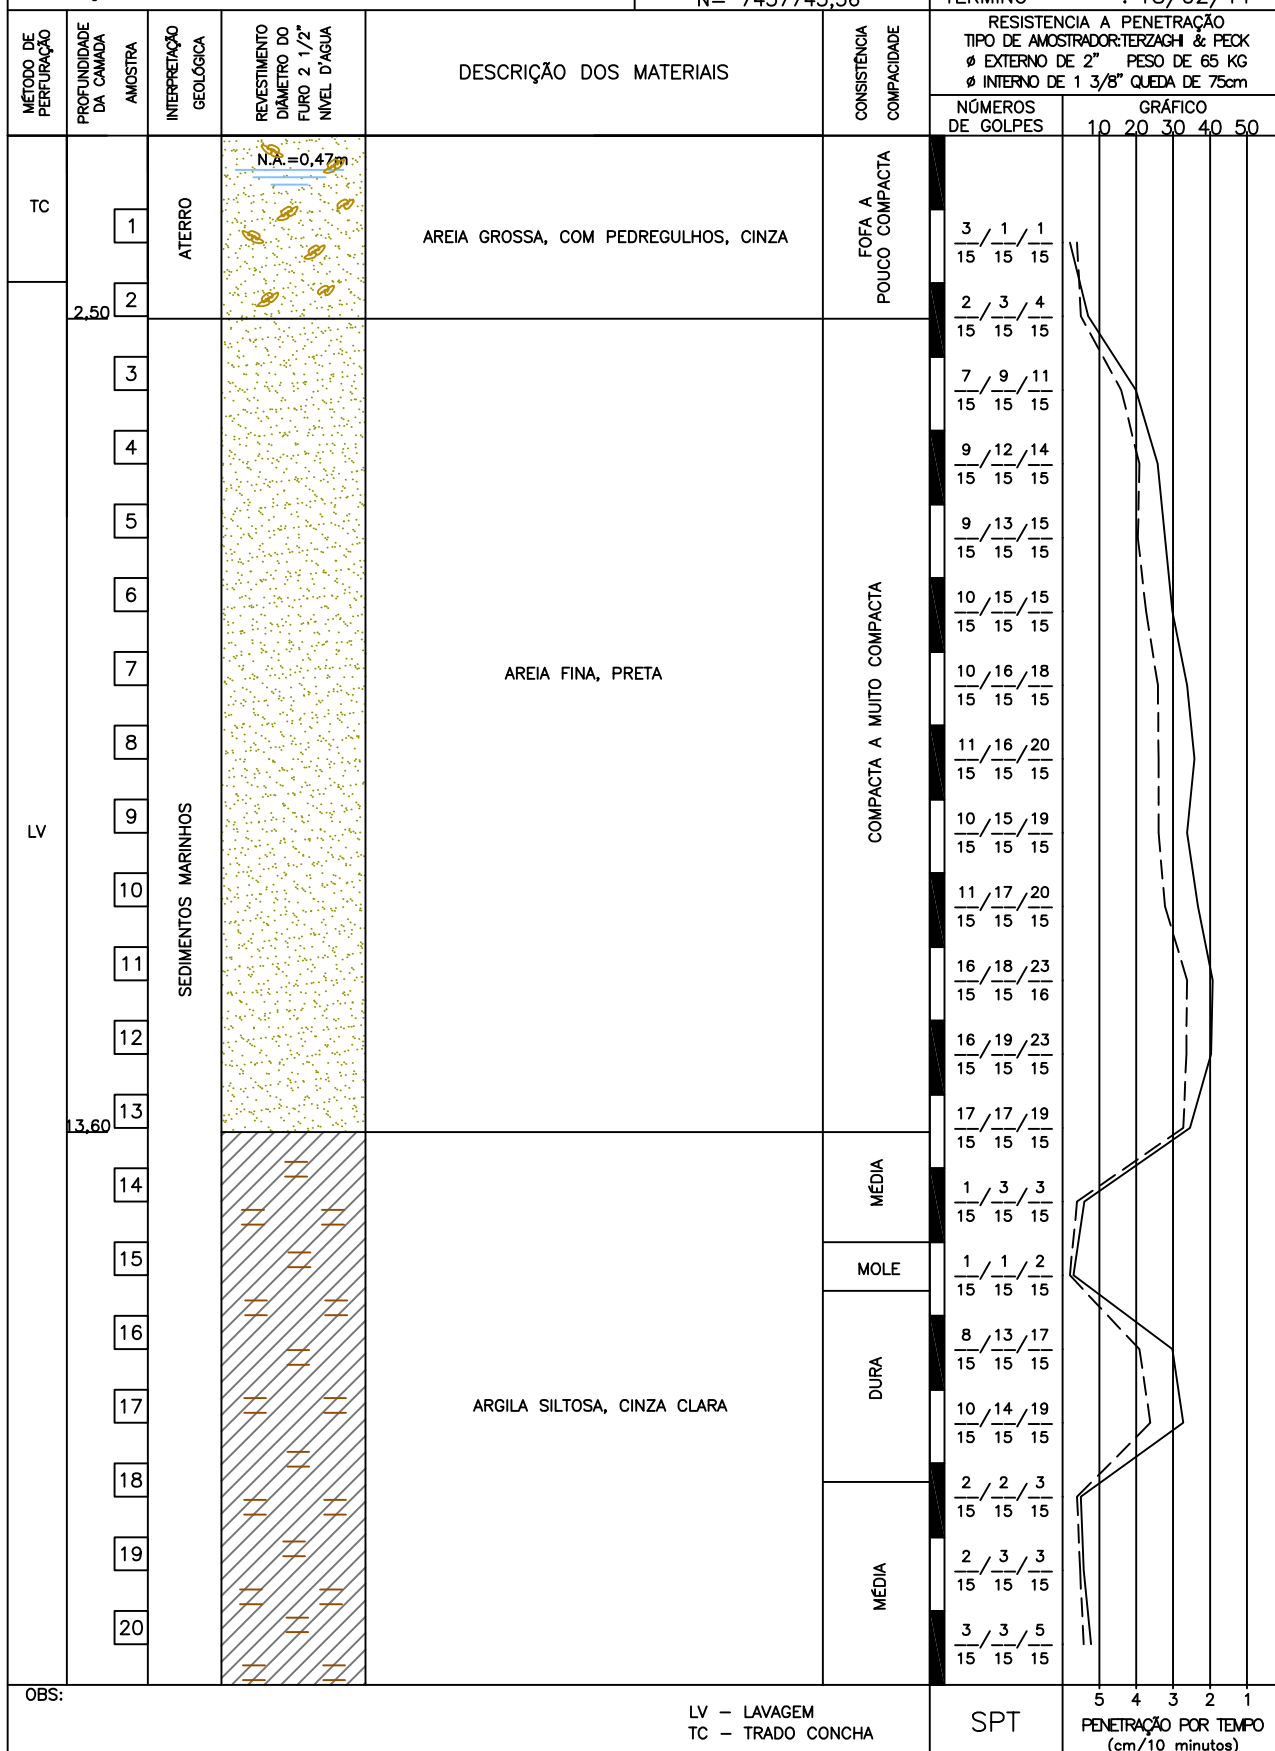 MÉTODO DE PERFURAÇÃO
PROFUNDIDADE DA CAMADA
AMOSTRA
INTERPRETAÇÃO GEOLÓGICA
REVESTIMENTO
DIÂMETRO DO FURO 2 1/2"
NÍVEL D'AGUA
DESCRIÇÃO DOS MATERIAIS
CONSISTÊNCIA
COMPACIDADE
RESISTENCIA A PENETRAÇÃO
TIPO DE AMOSTRADOR:TERZAGHI & PECK
ø EXTERNO DE 2" PESO DE 65 KG
ø INTERNO DE 1 3/8" QUEDA DE 75cm
NÚMEROS DE GOLPES
GRÁFICO
10 20 30 40 50
N.A.=0,47m
TC
ATERRO
AREIA GROSSA, COM PEDREGULHOS, CINZA
FOFA A POUCO COMPACTA
1
3 / 1 / 1
15 15 15
2
2,50
2 / 3 / 4
15 15 15
3
7 / 9 / 11
15 15 15
4
9 / 12 / 14
15 15 15
5
9 / 13 / 15
15 15 15
6
10 / 15 / 15
15 15 15
7
AREIA FINA, PRETA
COMPACTA A MUITO COMPACTA
10 / 16 / 18
15 15 15
8
11 / 16 / 20
15 15 15
LV
9
SEDIMENTOS MARINHOS
10 / 15 / 19
15 15 15
10
11 / 17 / 20
15 15 15
11
16 / 18 / 23
15 15 16
12
16 / 19 / 23
15 15 15
13
13,60
17 / 17 / 19
15 15 15
14
MÉDIA
1 / 3 / 3
15 15 15
15
MOLE
1 / 1 / 2
15 15 15
16
8 / 13 / 17
15 15 15
DURA
17
ARGILA SILTOSA, CINZA CLARA
10 / 14 / 19
15 15 15
18
2 / 2 / 3
15 15 15
19
MÉDIA
2 / 3 / 3
15 15 15
20
3 / 3 / 5
15 15 15
OBS:
LV - LAVAGEM
TC - TRADO CONCHA
SPT
5 4 3 2 1
PENETRAÇÃO POR TEMPO
(cm/10 minutos)